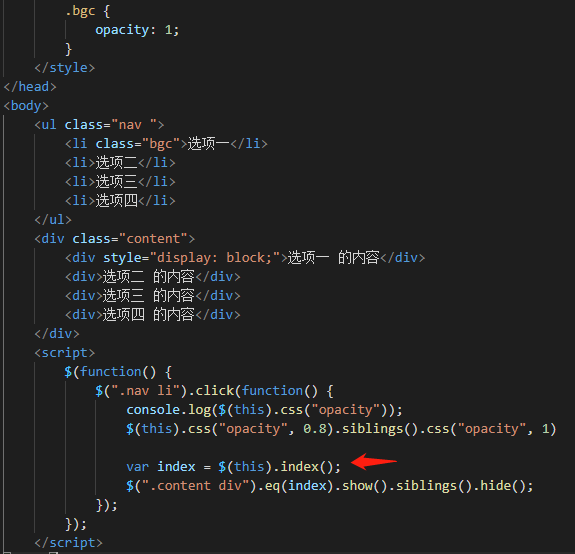 .bgc {
opacity: 1;
}
</style>
</head>
<body>
<ul class="nav ">
<li class="bgc">选项一</li>
<li>选项二</li>
<li>选项三</li>
<li>选项四</li>
</ul>
<div class="content">
<div style="display: block;">选项一 的内容</div>
<div>选项二 的内容</div>
<div>选项三 的内容</div>
<div>选项四 的内容</div>
</div>
<script>
$(function() {
$(".nav li").click(function() {
console.log($(this).css("opacity"));
$(this).css("opacity", 0.8).siblings().css("opacity", 1)
var index = $(this).index();
$(".content div").eq(index).show().siblings().hide();
});
});
</script>